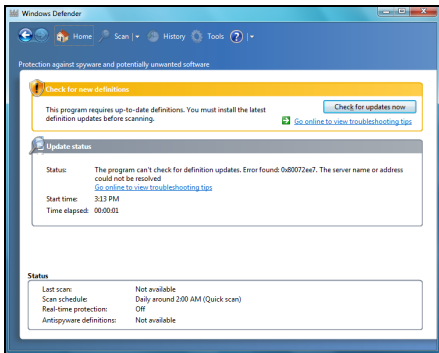 Windows Defender
Home Scan History Tools
Protection against spyware and potentially unwanted software
Check for new definitions
This program requires up-to-date definitions. You must install the latest
definition updates before scanning.
Check for updates now
Go online to view troubleshooting tips
Update status
Status: The program can't check for definition updates. Error found: 0x80072ee7. The server name or address
could not be resolved
Go online to view troubleshooting tips
Start time: 3:13 PM
Time elapsed: 00:00:01
Status
Last scan: Not available
Scan schedule: Daily around 2:00 AM (Quick scan)
Real-time protection: Off
Antispyware definitions: Not available